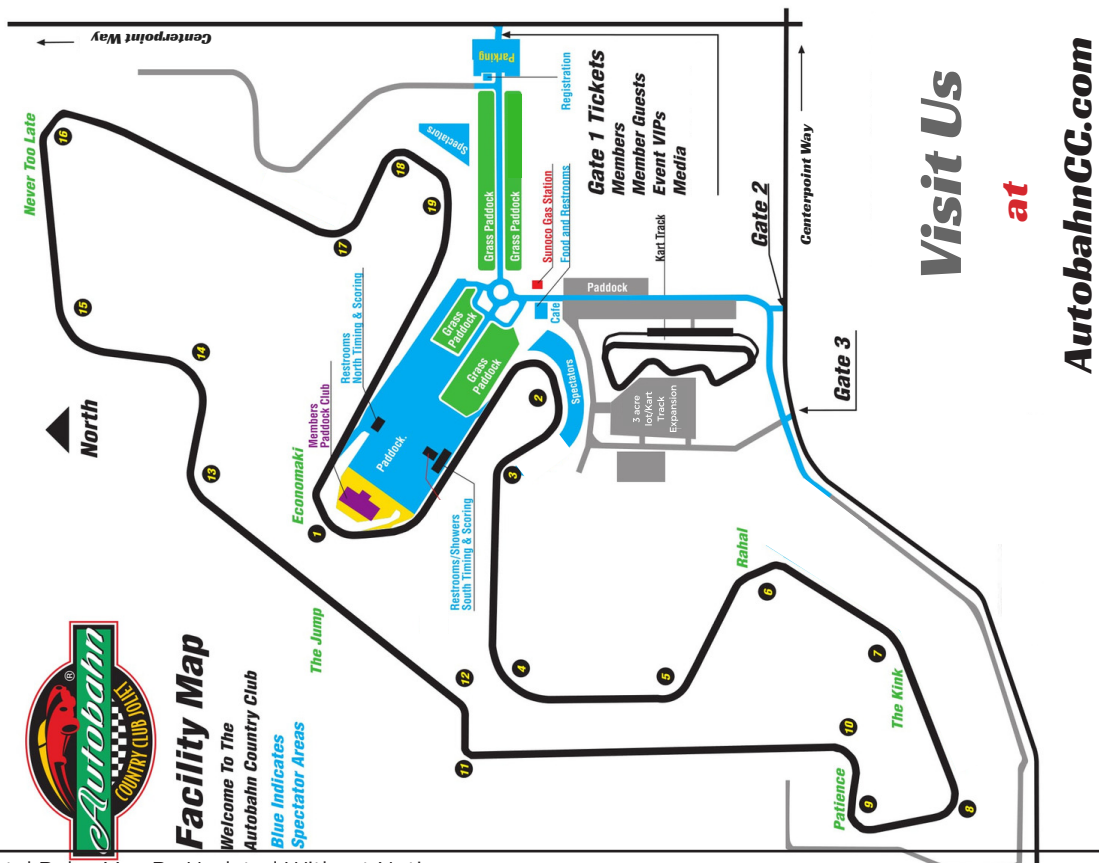 Autobahn
®
COUNTRY CLUB JOLIET
Facility Map
Welcome To The
Autobahn Country Club
Blue Indicates
Spectator Areas
North
Centerpoint Way
Never Too Late
16
15
14
13
17
18
19
Spectators
Parking
Registration
Grass Paddock
Grass Paddock
Gate 1 Tickets
Members
Member Guests
Event VIPs
Media
Sunoco Gas Station
Food and Restrooms
Kart Track
Restrooms
North Timing & Scoring
Members
Paddock Club
Economaki
1
Paddock.
Grass
Paddock
Grass
Paddock
Cafe
Paddock
Spectators
2
3
Restrooms/Showers
South Timing & Scoring
3 acre
lot/Kart
Track
Expansion
Gate 2
Centerpoint Way
Gate 3
The Jump
12
11
4
5
Rahal
6
7
The Kink
10
Patience
9
8
Visit Us
at
AutobahnCC.com